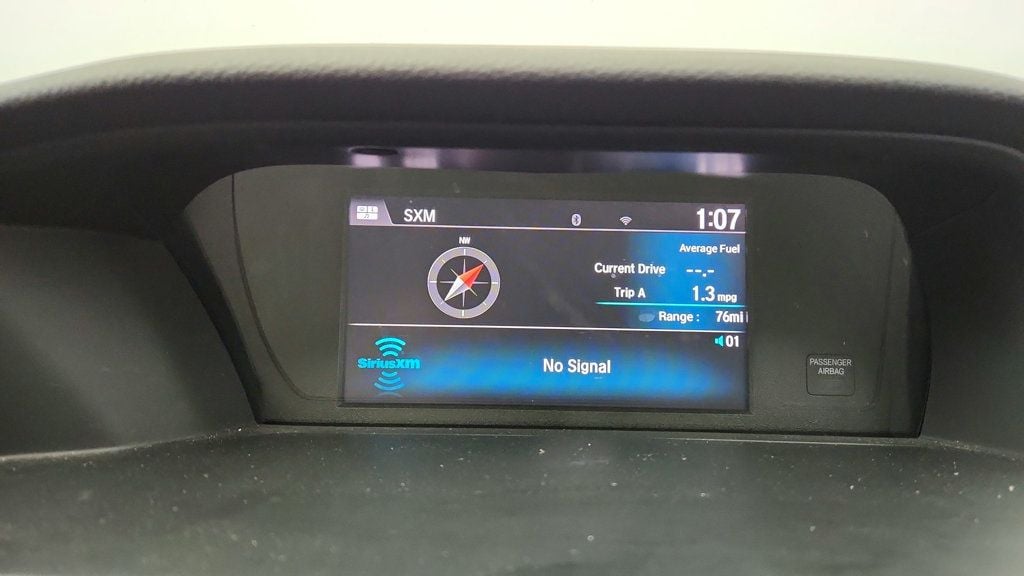 SXM
1:07
NW
Average Fuel
Current Drive --.-
Trip A 1.3 mpg
Range : 76mi
01
SiriusXM
No Signal
PASSENGER
AIRBAG